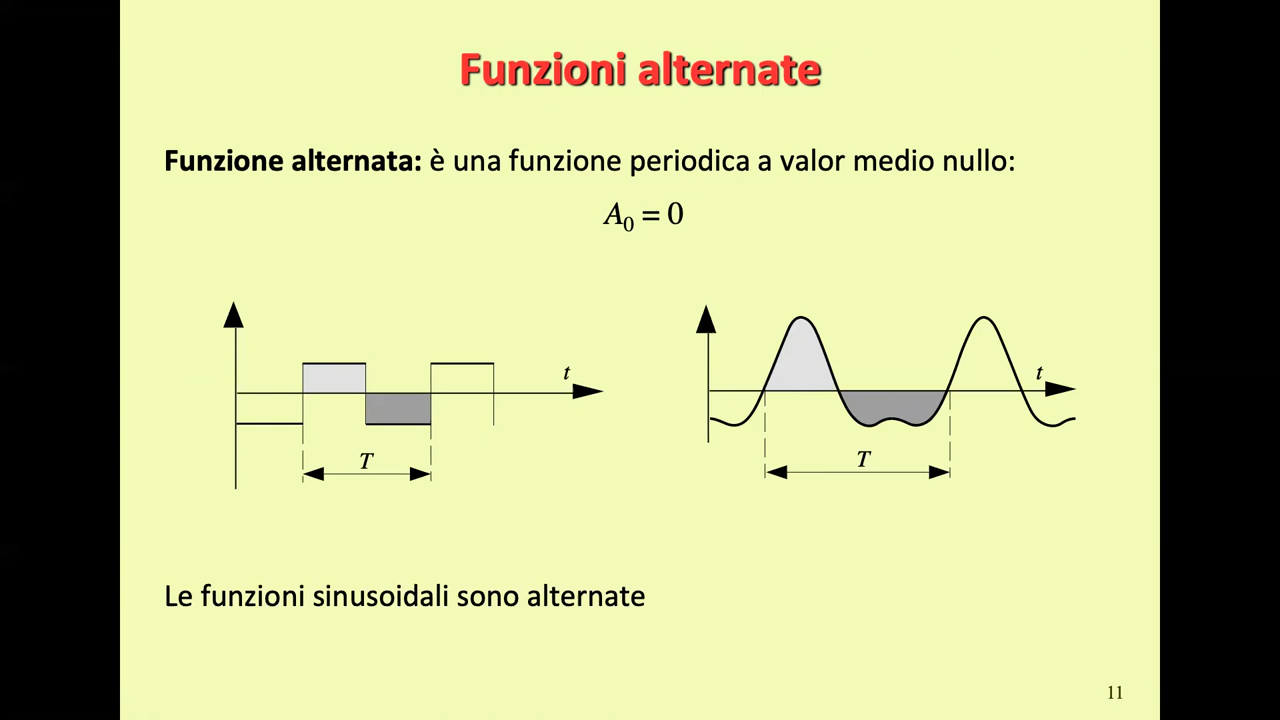 Funzioni alternate
Funzione alternata: è una funzione periodica a valor medio nullo:
A₀ = 0
t
T
t
T
Le funzioni sinusoidali sono alternate
11